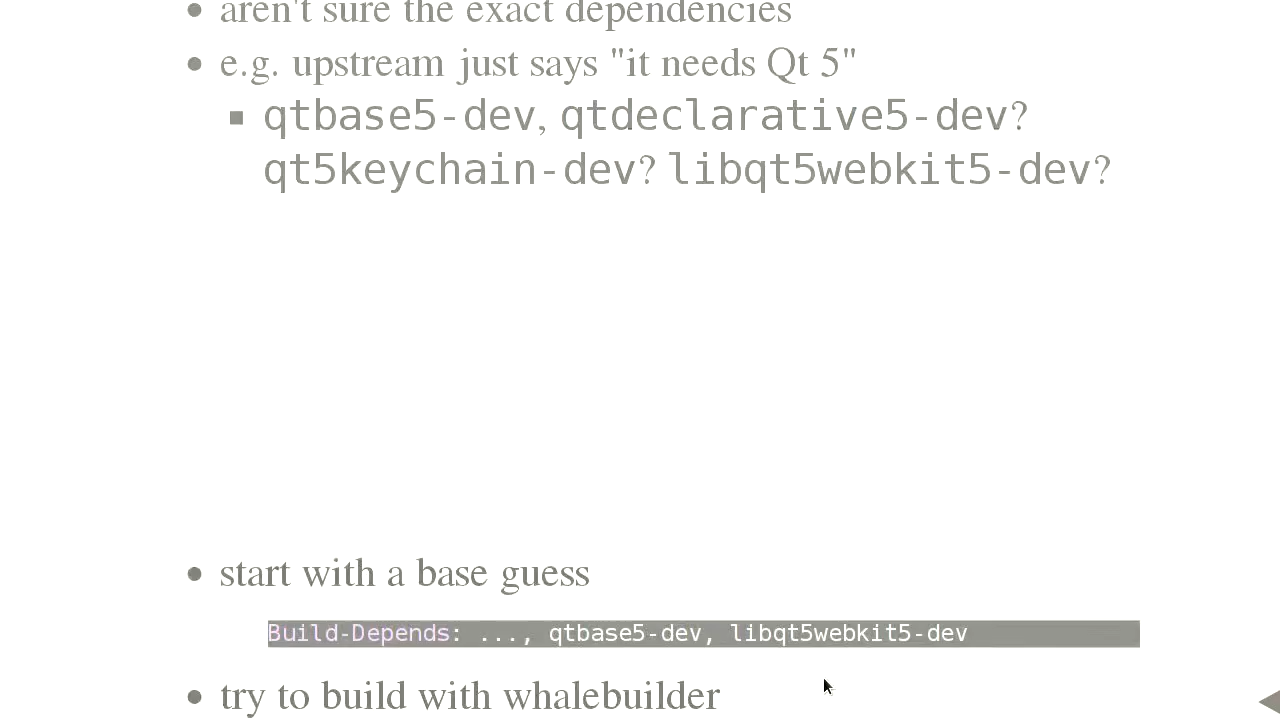 aren't sure the exact dependencies
e.g. upstream just says "it needs Qt 5"
qtbase5-dev, qtdeclarative5-dev?
qt5keychain-dev? libqt5webkit5-dev?
start with a base guess
Build-Depends: ..., qtbase5-dev, libqt5webkit5-dev
try to build with whalebuilder